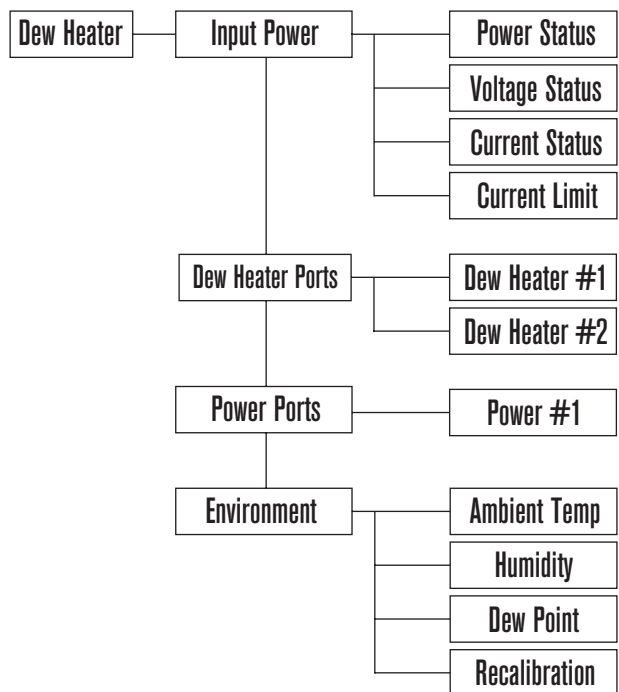 Dew Heater
Input Power
Power Status
Voltage Status
Current Status
Current Limit
Dew Heater Ports
Dew Heater #1
Dew Heater #2
Power Ports
Power #1
Environment
Ambient Temp
Humidity
Dew Point
Recalibration